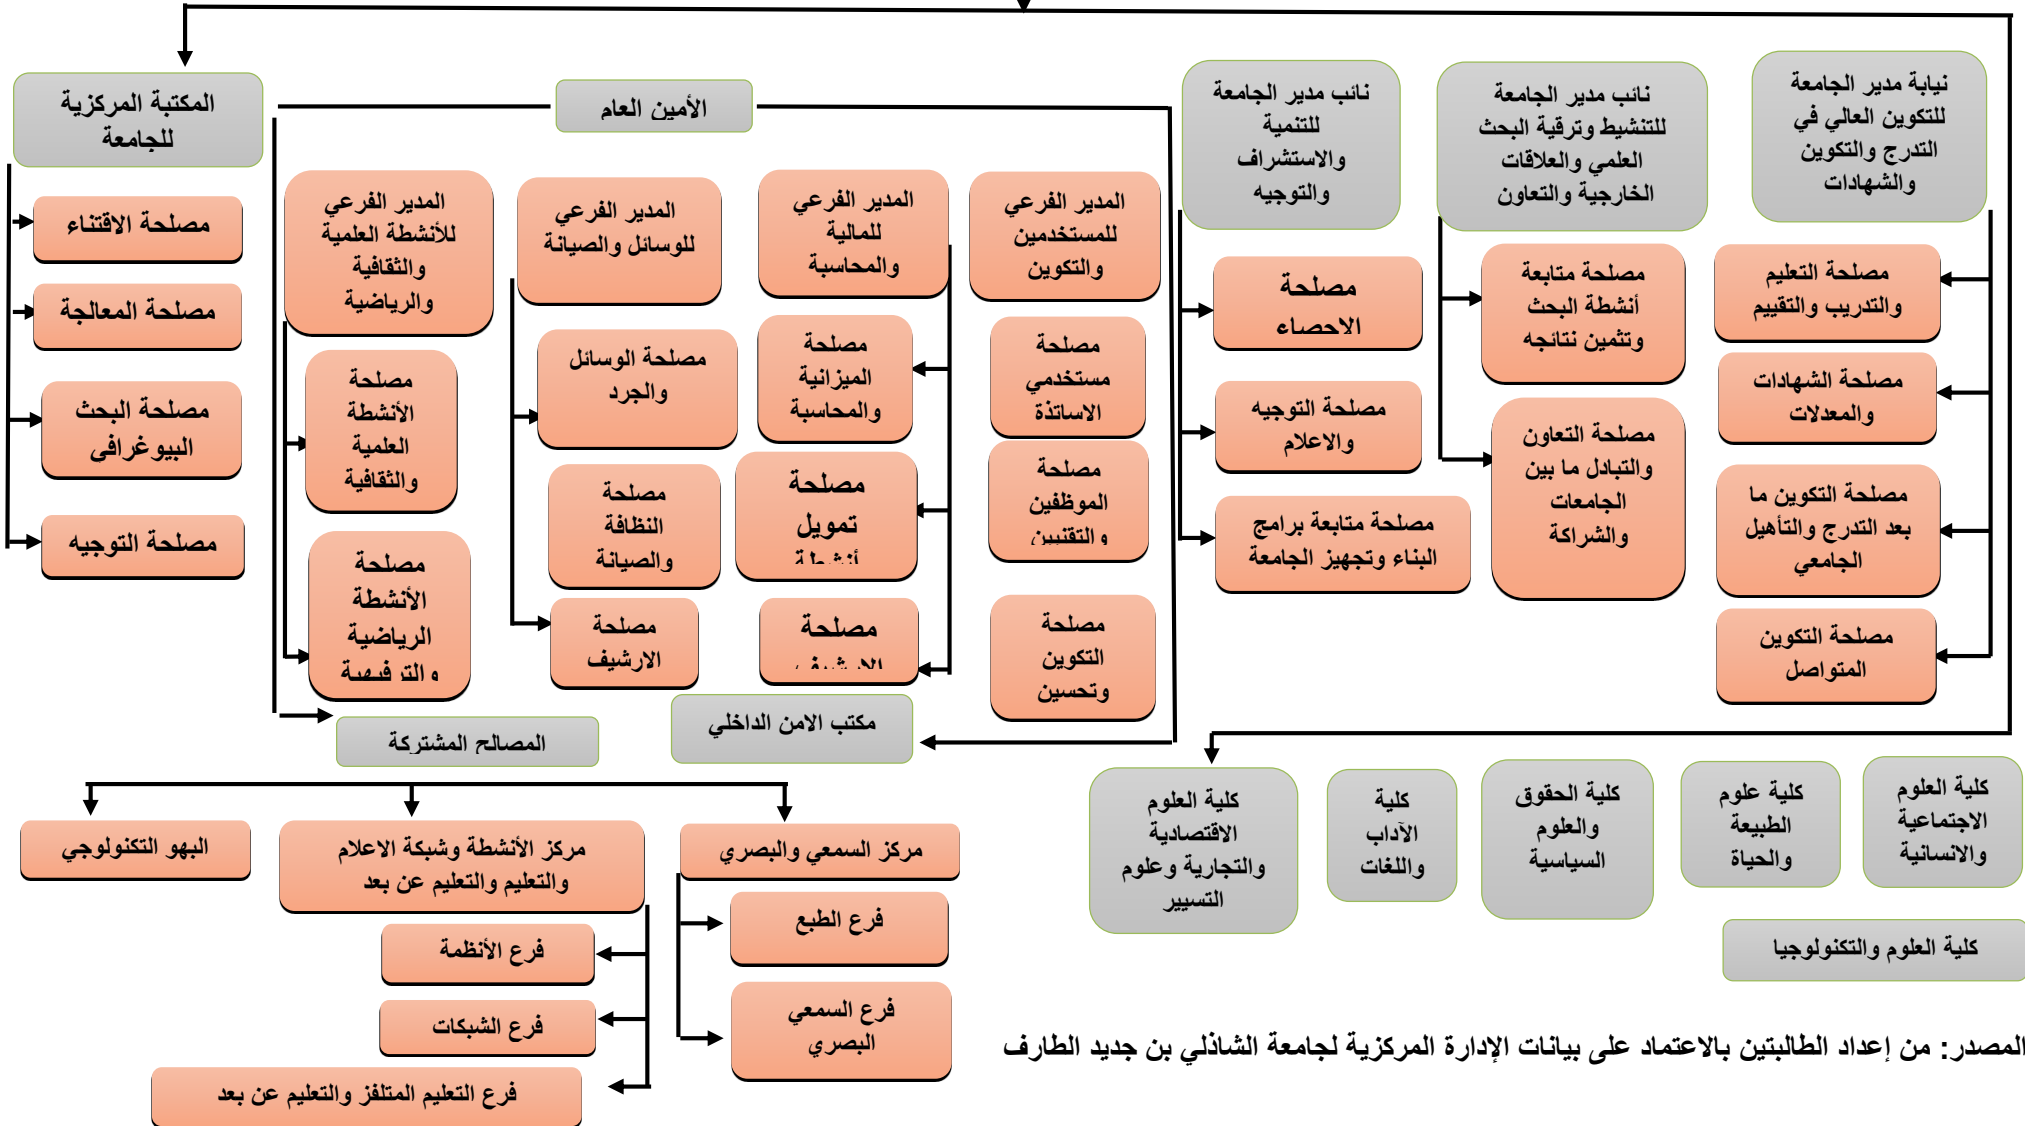 نيابة مدير الجامعة
للتكوين العالي في
التدرج والتكوين
والشهادات
مصلحة التعليم
والتدريب والتقييم
مصلحة الشهادات
والمعدلات
مصلحة التكوين ما
بعد التدرج والتأهيل
الجامعي
مصلحة التكوين
المتواصل
نائب مدير الجامعة
للتنشيط وترقية البحث
العلمي والعلاقات
الخارجية والتعاون
مصلحة متابعة
أنشطة البحث
وتثمين نتائجه
مصلحة التعاون
والتبادل ما بين
الجامعات
والشراكة
نائب مدير الجامعة
للتنمية
والاستشراف
والتوجيه
مصلحة
الاحصاء
مصلحة التوجيه
والاعلام
مصلحة متابعة برامج
البناء وتجهيز الجامعة
الأمين العام
المدير الفرعي
للمستخدمين
والتكوين
مصلحة
مستخدمي
الاساتذة
مصلحة
الموظفين
والتقنيين
مصلحة
التكوين
وتحسين
المدير الفرعي
للمالية
والمحاسبة
مصلحة
الميزانية
والمحاسبة
مصلحة
تمويل
أنشطة
مصلحة
الارشيف
المدير الفرعي
للوسائل والصيانة
مصلحة الوسائل
والجرد
مصلحة
النظافة
والصيانة
مصلحة
الارشيف
المدير الفرعي
للأنشطة العلمية
والثقافية
والرياضية
مصلحة
الأنشطة
العلمية
والثقافية
مصلحة
الأنشطة
الرياضية
والترفيهية
المكتبة المركزية
للجامعة
مصلحة الاقتناء
مصلحة المعالجة
مصلحة البحث
البيوغرافي
مصلحة التوجيه
مكتب الامن الداخلي
المصالح المشتركة
كلية العلوم
الاجتماعية
والانسانية
كلية علوم
الطبيعة
والحياة
كلية الحقوق
والعلوم
السياسية
كلية
الآداب
واللغات
كلية العلوم
الاقتصادية
والتجارية وعلوم
التسيير
كلية العلوم والتكنولوجيا
مركز السمعي والبصري
فرع الطبع
فرع السمعي
البصري
مركز الأنشطة وشبكة الاعلام
والتعليم والتعليم عن بعد
فرع الأنظمة
فرع الشبكات
فرع التعليم المتلفز والتعليم عن بعد
البهو التكنولوجي
المصدر: من إعداد الطالبتين بالاعتماد على بيانات الإدارة المركزية لجامعة الشاذلي بن جديد الطارف